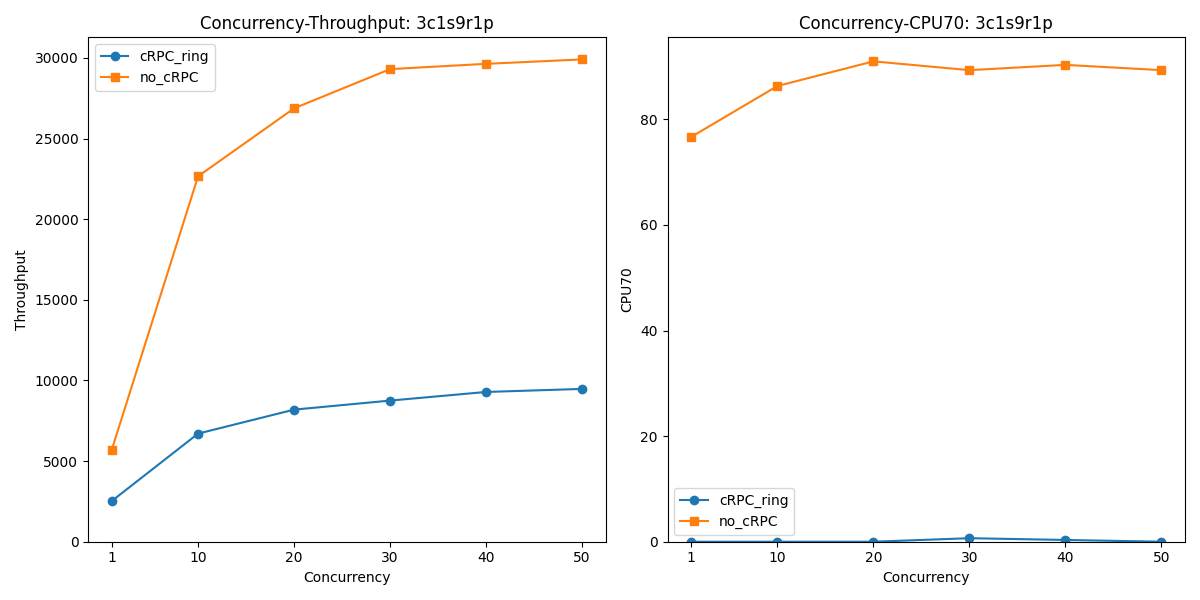 Concurrency-Throughput: 3c1s9r1p
cRPC_ring
no_cRPC
30000
25000
20000
15000
10000
5000
0
Throughput
1 10 20 30 40 50
Concurrency
Concurrency-CPU70: 3c1s9r1p
80
60
40
20
0
CPU70
cRPC_ring
no_cRPC
1 10 20 30 40 50
Concurrency